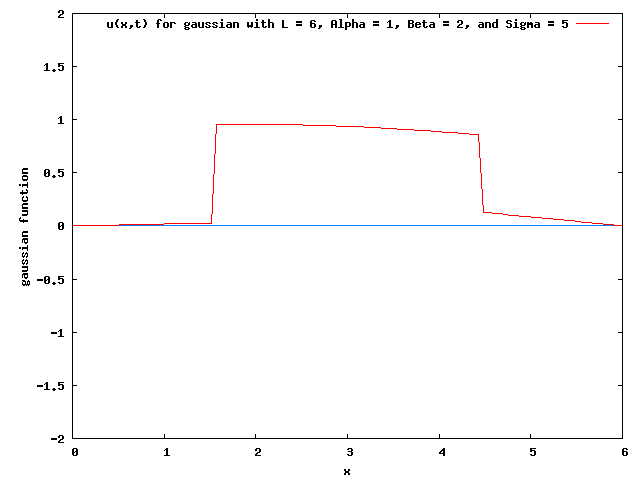 u(x,t) for gaussian with L = 6, Alpha = 1, Beta = 2, and Sigma = 5
2
1.5
1
0.5
0
-0.5
-1
-1.5
-2
gaussian function
0 1 2 3 4 5 6
x